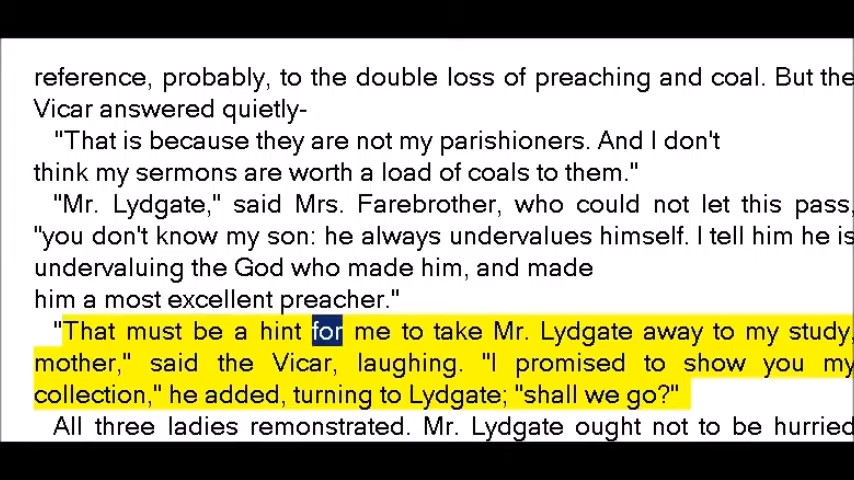 reference, probably, to the double loss of preaching and coal. But the
Vicar answered quietly-
"That is because they are not my parishioners. And I don't
think my sermons are worth a load of coals to them."
"Mr. Lydgate," said Mrs. Farebrother, who could not let this pass,
"you don't know my son: he always undervalues himself. I tell him he is
undervaluing the God who made him, and made
him a most excellent preacher."
"That must be a hint for me to take Mr. Lydgate away to my study,
mother," said the Vicar, laughing. "I promised to show you my
collection," he added, turning to Lydgate; "shall we go?"
All three ladies remonstrated. Mr. Lydgate ought not to be hurried